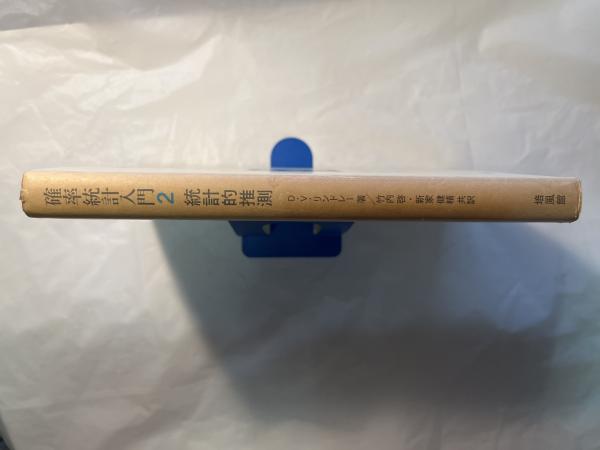 確率統計入門 2
統計的推測
D・V・リンドレー 著／竹内 啓・新家 健精 共訳
培風館